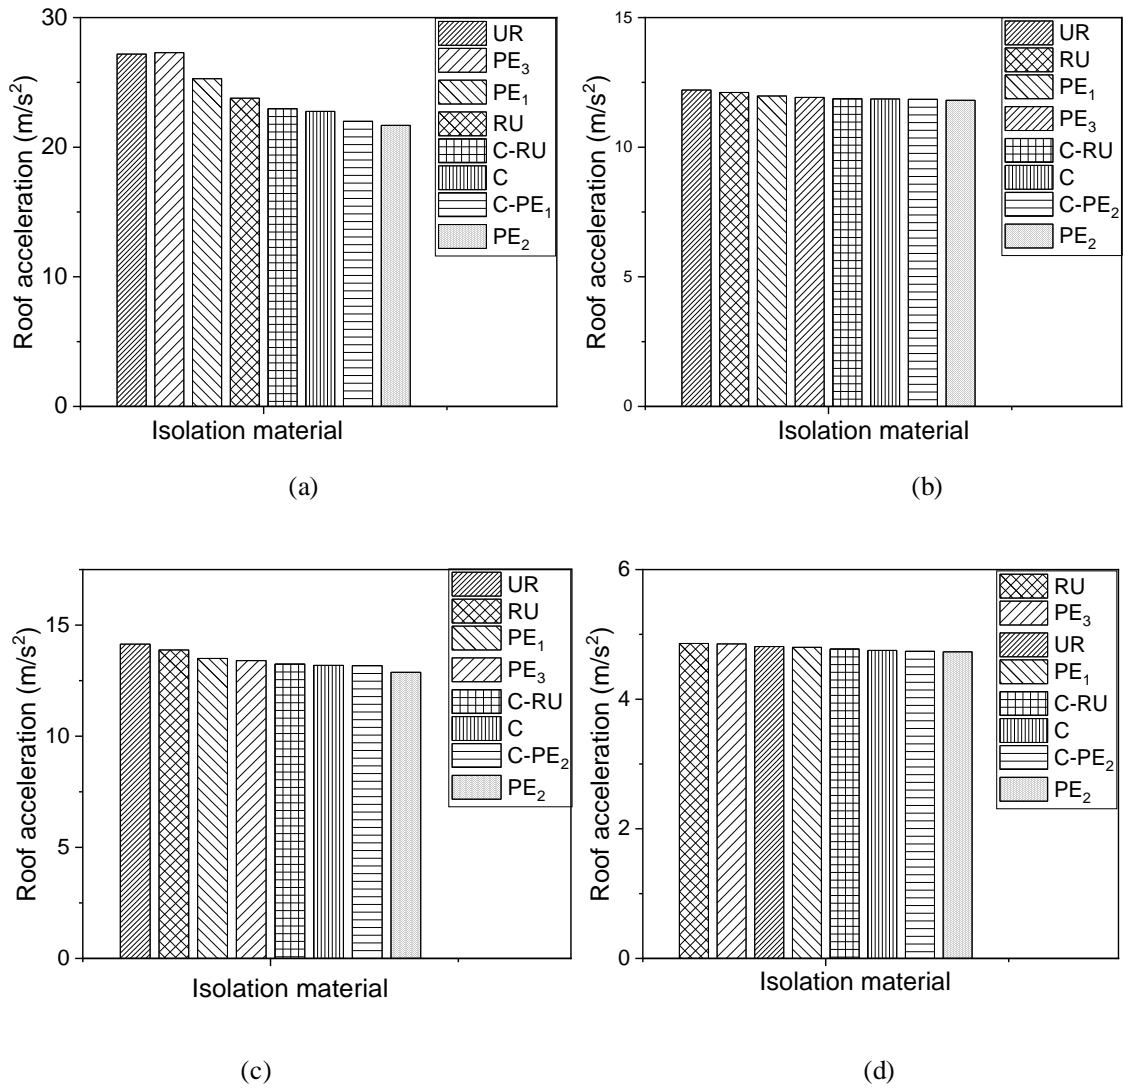 Roof acceleration (m/s²)
30
20
10
0
UR
PE₃
PE₁
RU
C-RU
C
C-PE₁
PE₂
Isolation material
(a)
Roof acceleration (m/s²)
15
10
5
0
UR
RU
PE₁
PE₃
C-RU
C
C-PE₂
PE₂
Isolation material
(b)
Roof acceleration (m/s²)
15
10
5
0
UR
RU
PE₁
PE₃
C-RU
C
C-PE₂
PE₂
Isolation material
(c)
Roof acceleration (m/s²)
6
4
2
0
RU
PE₃
UR
PE₁
C-RU
C
C-PE₂
PE₂
Isolation material
(d)